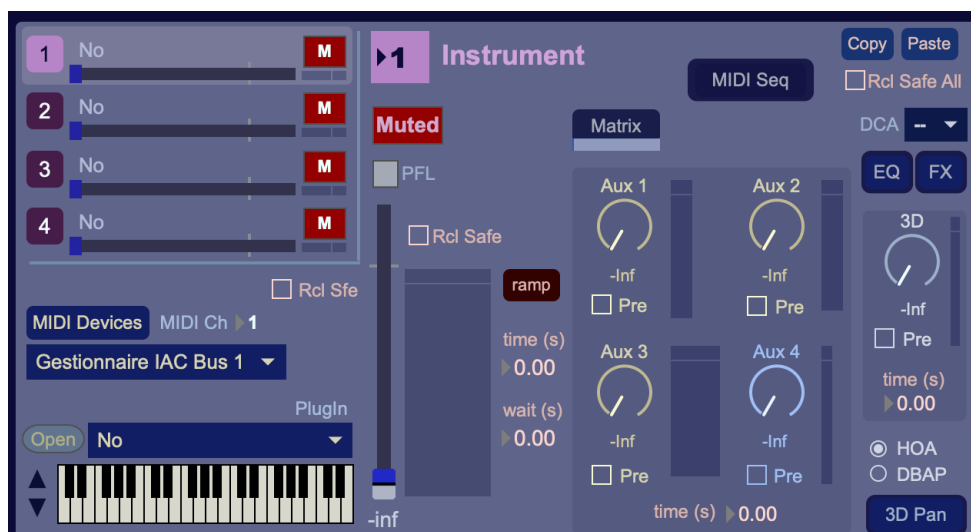 1 No M
2 No M
3 No M
4 No M
Rcl Sfe
MIDI Devices MIDI Ch 1
Gestionnaire IAC Bus 1
PlugIn
Open No
1 Instrument
Muted
PFL
Rcl Safe
ramp
time (s)
0.00
wait (s)
0.00
-inf
MIDI Seq
Matrix
Aux 1
-Inf
Pre
Aux 2
-Inf
Pre
Aux 3
-Inf
Pre
Aux 4
-Inf
Pre
time (s) 0.00
Copy Paste
Rcl Safe All
DCA --
EQ FX
3D
-Inf
Pre
time (s)
0.00
HOA
DBAP
3D Pan